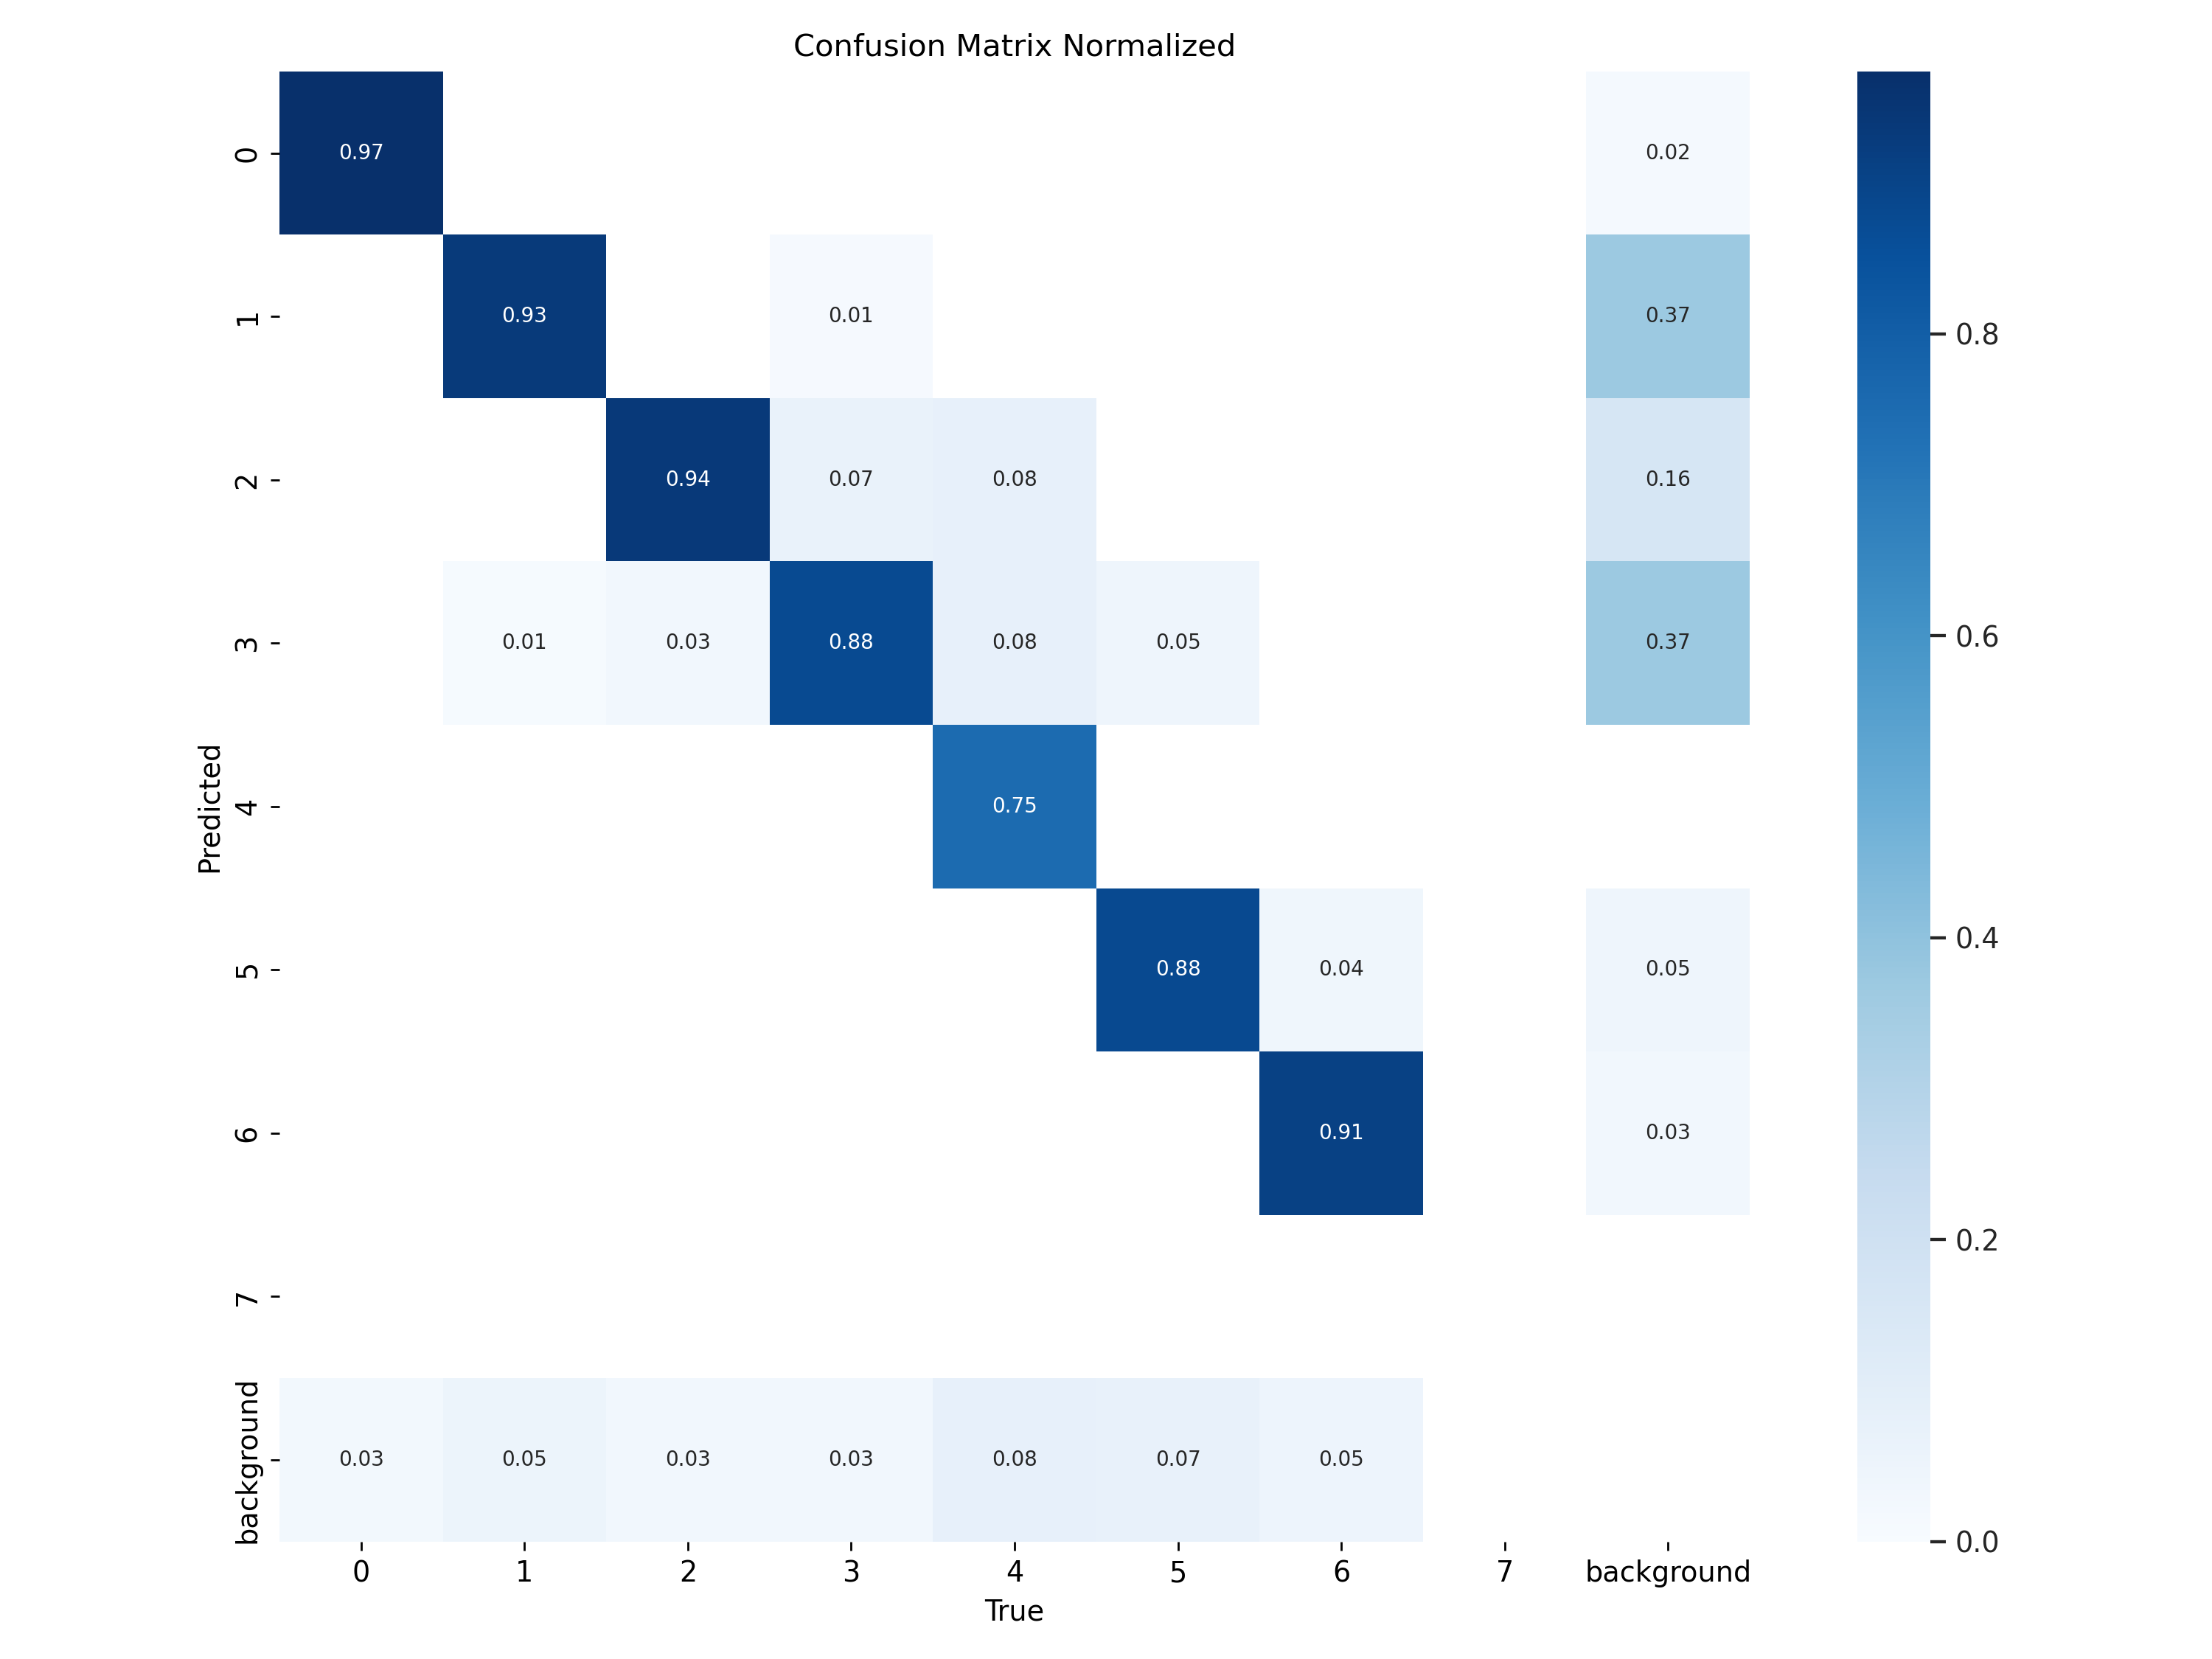 Confusion Matrix Normalized
0 0.97 0.02
1 0.93 0.01 0.37
2 0.94 0.07 0.08 0.16
3 0.01 0.03 0.88 0.08 0.05 0.37
4 0.75
5 0.88 0.04 0.05
6 0.91 0.03
7
background 0.03 0.05 0.03 0.03 0.08 0.07 0.05
0 1 2 3 4 5 6 7 background
True
Predicted
0.8
0.6
0.4
0.2
0.0